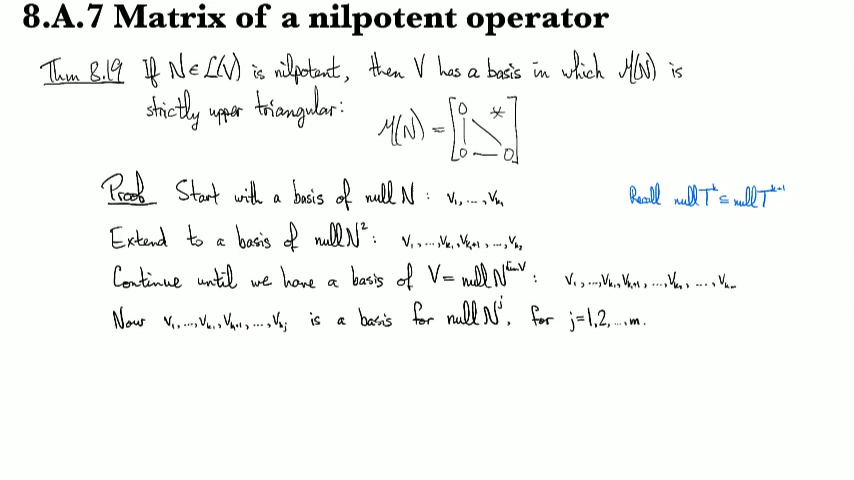 8.A.7 Matrix of a nilpotent operator
Thm 8.19 If N∈L(V) is nilpotent, then V has a basis in which M(N) is
strictly upper triangular: M(N) = [0 * 0 0]
Proof Start with a basis of null N : v₁,...,vₖ₁ Recall null Tᵏ ⊆ null Tᵏ⁺¹
Extend to a basis of null N²: v₁,...,vₖ₁,vₖ₁₊₁,...,vₖ₂
Continue until we have a basis of V = null N^dim V : v₁,...,vₖ₁,vₖ₁₊₁,...,vₖ₂,...,vₖₘ
Now v₁,...,vₖ₁,vₖ₁₊₁,...,vₖⱼ is a basis for null Nʲ, for j=1,2,...,m.